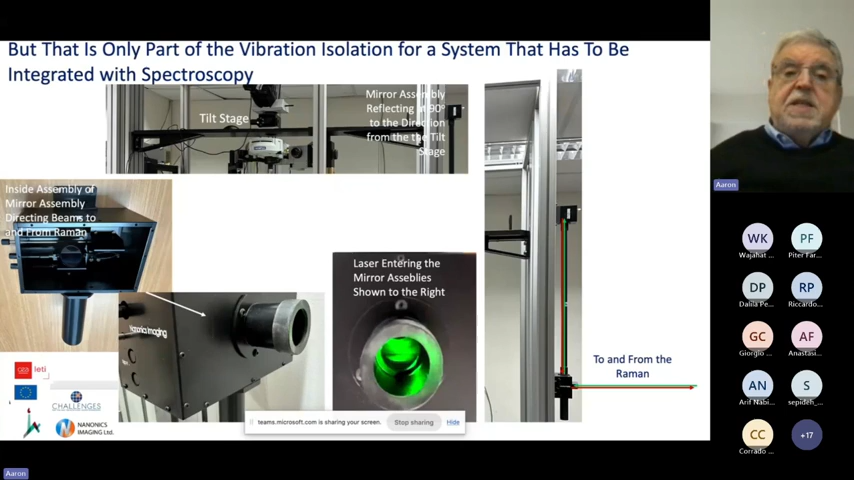 But That Is Only Part of the Vibration Isolation for a System That Has To Be
Integrated with Spectroscopy
Tilt Stage
Mirror Assembly
Reflecting at 90°
to the Direction
from the the Tilt
Stage
Inside Assembly of
Mirror Assembly
Directing Beams to
and From Raman
Laser Entering the
Mirror Asseblies
Shown to the Right
Nanonics Imaging
To and From the
Raman
cea leti
CHALLENGES
NANONICS
IMAGING Ltd.
teams.microsoft.com is sharing your screen.
Stop sharing
Hide
Aaron
WK
PF
Wajahat ...
Piter Far...
DP
RP
Dalila Pe...
Riccardo...
GC
AF
Giorgio ...
Anastasi...
AN
S
Arif Nabi...
sepideh_...
CC
+17
Corrado ...
Aaron